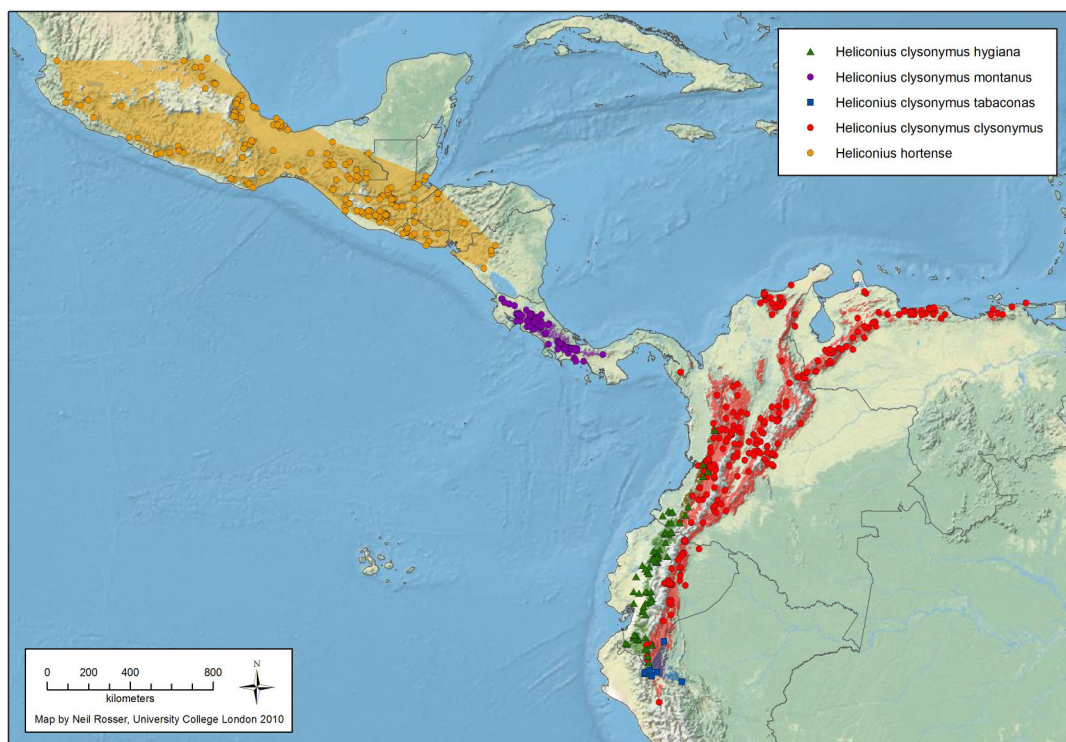 Heliconius clysonymus hygiana
Heliconius clysonymus montanus
Heliconius clysonymus tabaconas
Heliconius clysonymus clysonymus
Heliconius hortense
0 200 400 800
kilometers
N
Map by Neil Rosser, University College London 2010